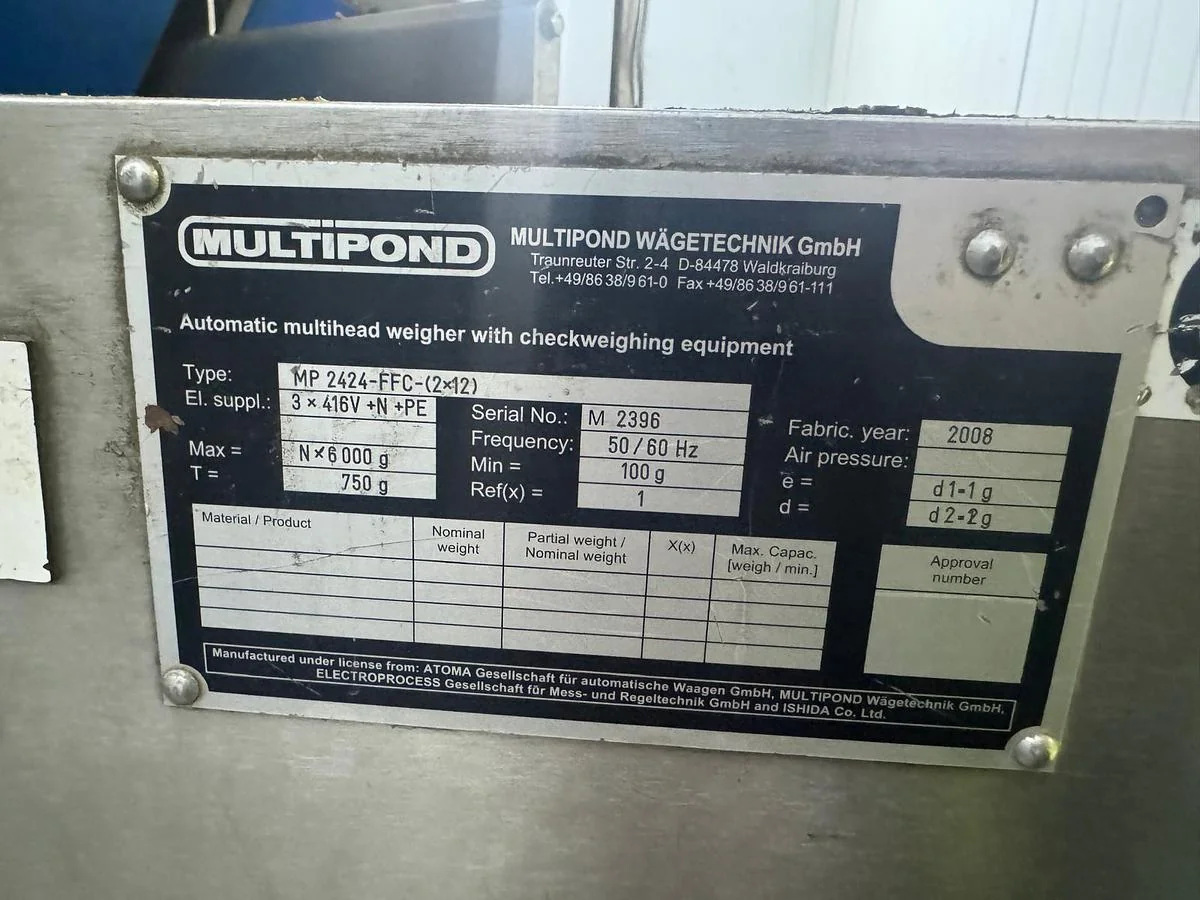 MULTIPOND
MULTIPOND WÄGETECHNIK GmbH
Traunreuter Str. 2-4 D-84478 Waldkraiburg
Tel.+49/86 38/9 61-0 Fax +49/86 38/9 61-111
Automatic multihead weigher with checkweighing equipment
Type: MP 2424-FFC-(2×12)
El. suppl.: 3 × 416V +N +PE Serial No.: M 2396 Fabric. year: 2008
Frequency: 50/60 Hz Air pressure:
Max = N×6 000 g Min = 100 g e = d1=1 g
T = 750 g Ref(x) = 1 d = d2=2g
Material / Product Nominal weight Partial weight / Nominal weight X(x) Max. Capac. [weigh / min.] Approval number
Manufactured under license from: ATOMA Gesellschaft für automatische Waagen GmbH, MULTIPOND Wägetechnik GmbH,
ELECTROPROCESS Gesellschaft für Mess- und Regeltechnik GmbH and ISHIDA Co. Ltd.